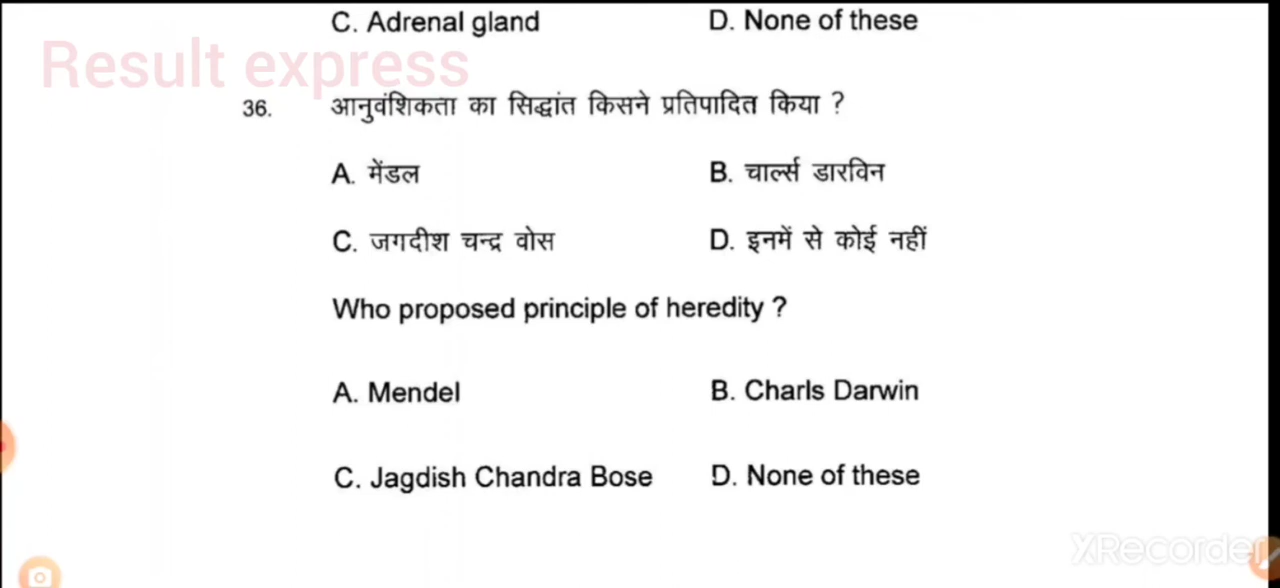 C. Adrenal gland D. None of these
Result express
36. आनुवंशिकता का सिद्धांत किसने प्रतिपादित किया ?
A. मेंडल B. चार्ल्स डारविन
C. जगदीश चन्द्र वोस D. इनमें से कोई नहीं
Who proposed principle of heredity ?
A. Mendel B. Charls Darwin
C. Jagdish Chandra Bose D. None of these
XRecorder